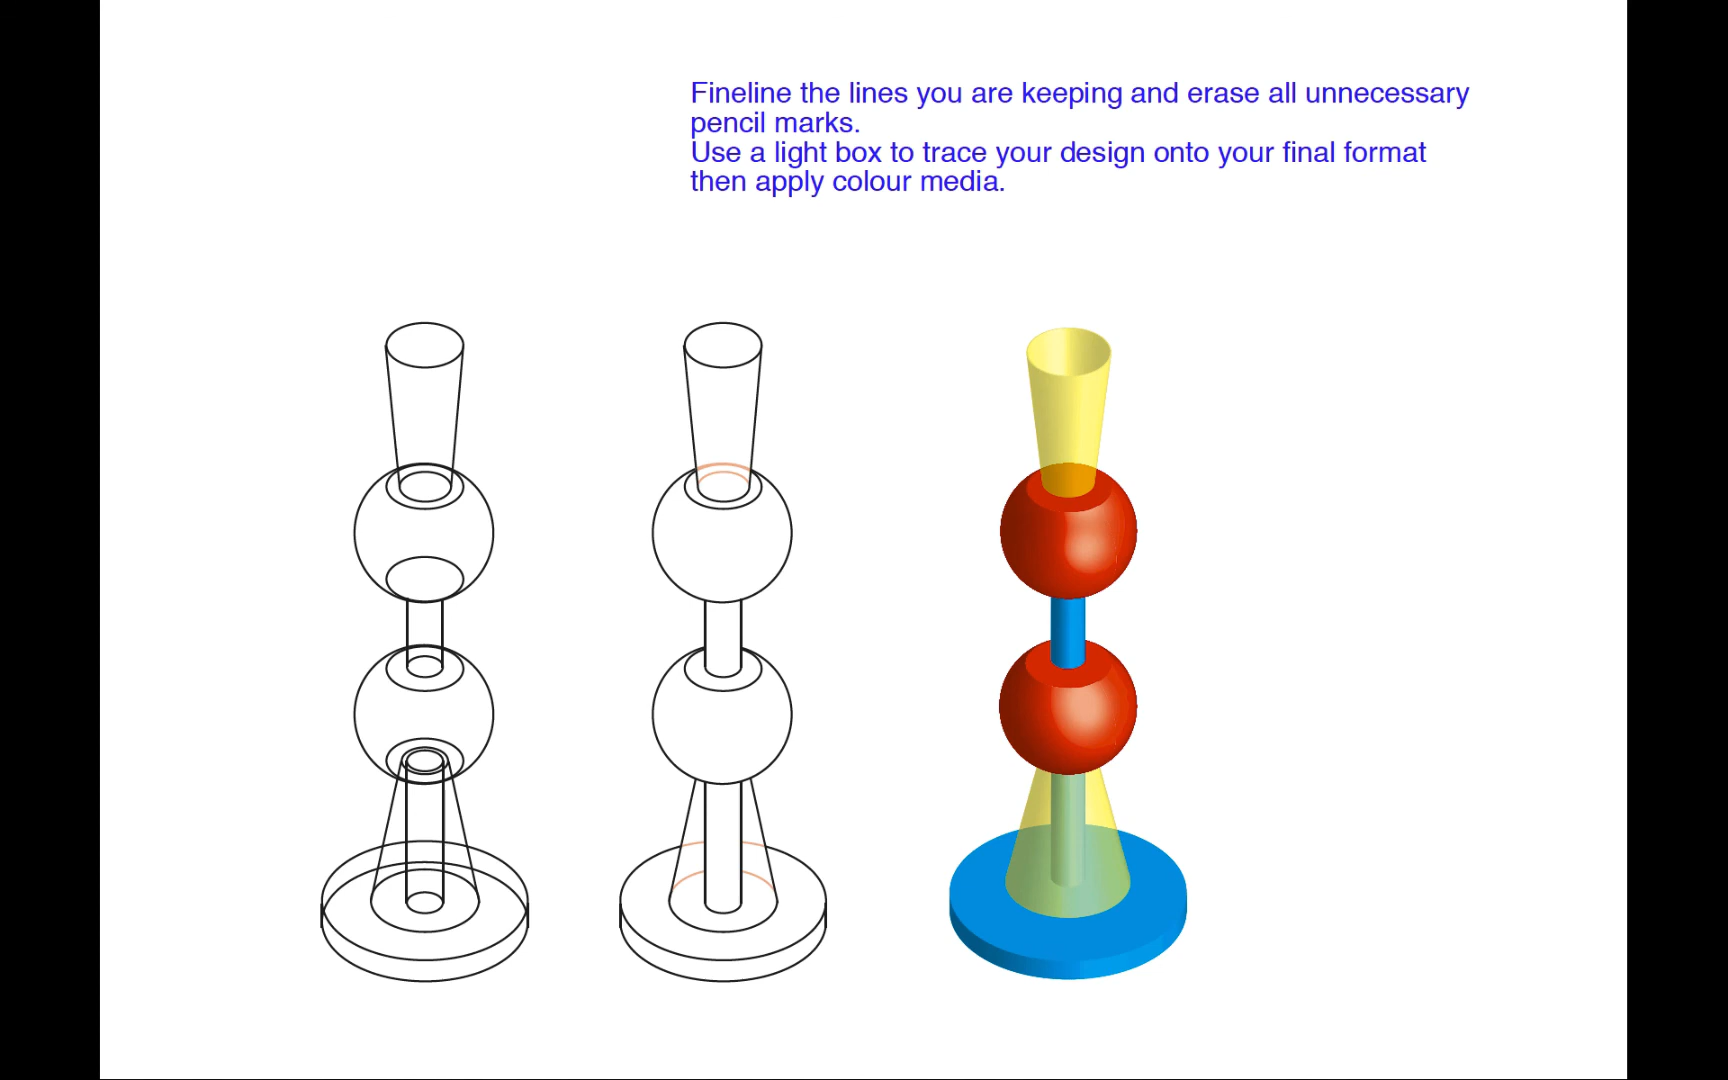 Fineline the lines you are keeping and erase all unnecessary
pencil marks.
Use a light box to trace your design onto your final format
then apply colour media.